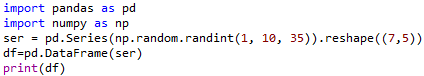 import pandas as pd
import numpy as np
ser = pd.Series(np.random.randint(1, 10, 35)).reshape((7,5))
df=pd.DataFrame(ser)
print(df)